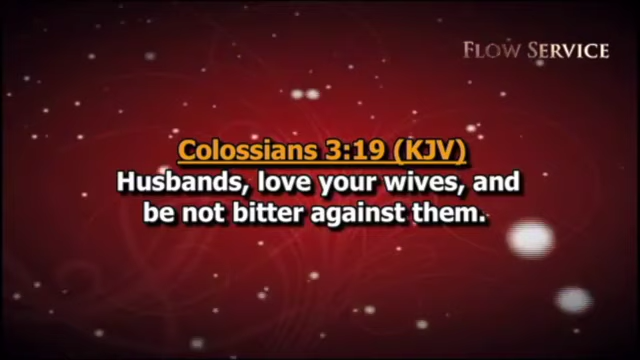 Flow Service
Colossians 3:19 (KJV)
Husbands, love your wives, and
be not bitter against them.